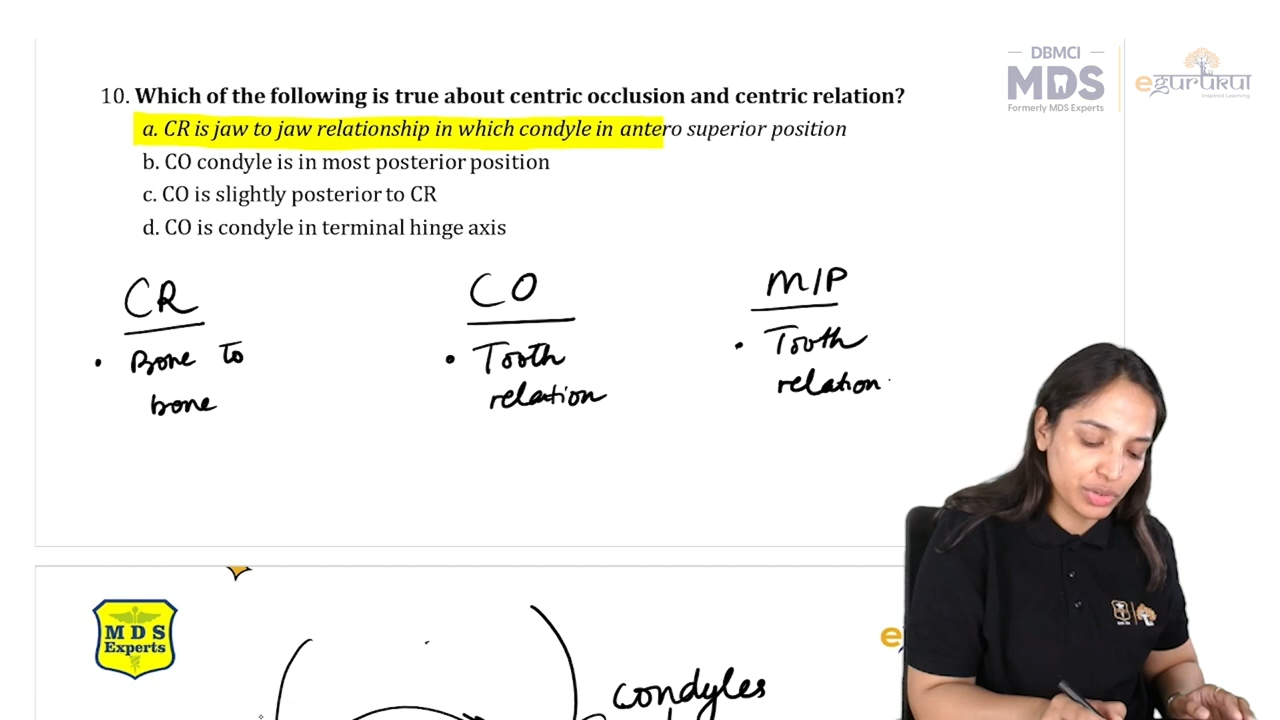 DBMCI
MDS
Formerly MDS Experts
egurukul
Inspired Learning
10. Which of the following is true about centric occlusion and centric relation?
a. CR is jaw to jaw relationship in which condyle in antero superior position
b. CO condyle is in most posterior position
c. CO is slightly posterior to CR
d. CO is condyle in terminal hinge axis
CR
CO
MIP
• Bone to
bone
• Tooth
relation
• Tooth
relation
MDS
Experts
e
condyles